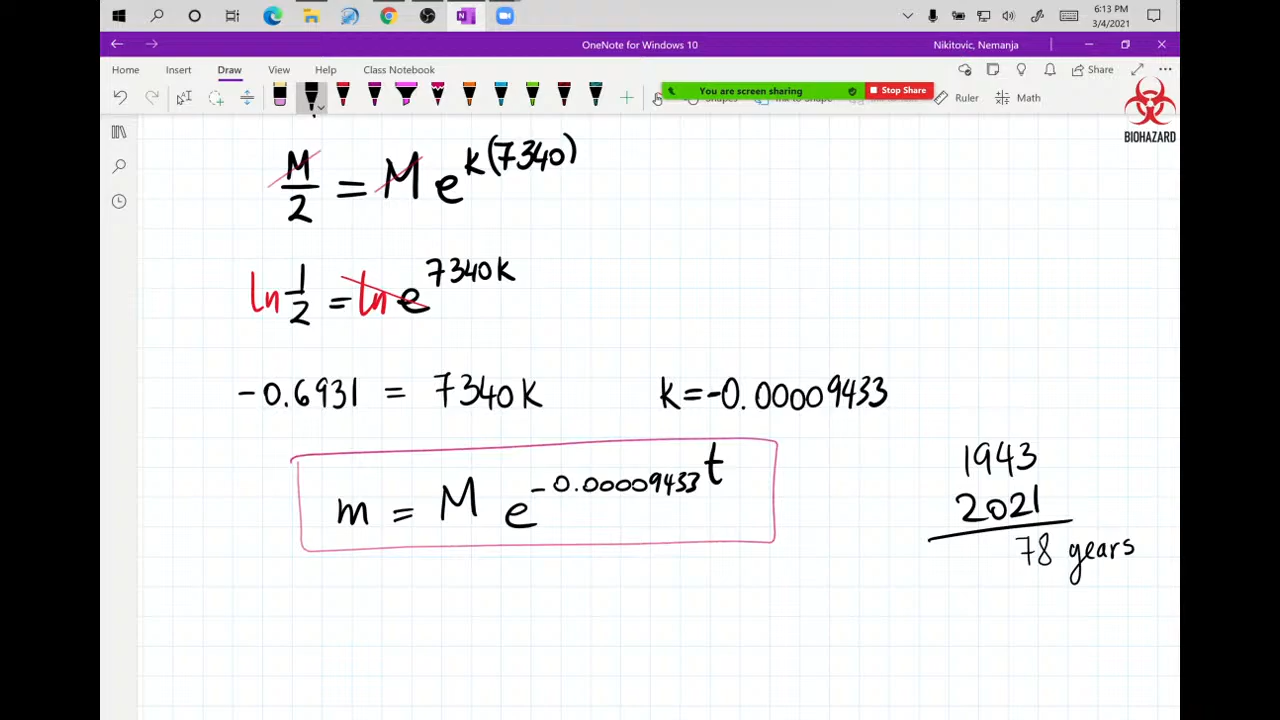 6:13 PM
3/4/2021
OneNote for Windows 10
Nikitovic, Nemanja
Home Insert Draw View Help Class Notebook
Share
You are screen sharing
Stop Share
Ruler
Math
BIOHAZARD
M/2 = M e^k(7340)
ln 1/2 = ln e^7340k
-0.6931 = 7340k
k=-0.00009433
m = M e^-0.00009433 t
1943
2021
78 years